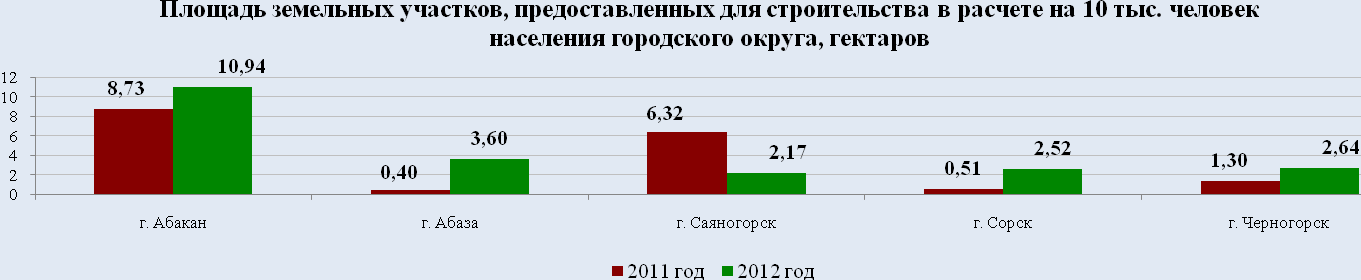 Площадь земельных участков, предоставленных для строительства в расчете на 10 тыс. человек
населения городского округа, гектаров
12
10
8
6
4
2
0
8,73
10,94
0,40
3,60
6,32
2,17
0,51
2,52
1,30
2,64
г. Абакан
г. Абаза
г. Саяногорск
г. Сорск
г. Черногорск
2011 год
2012 год